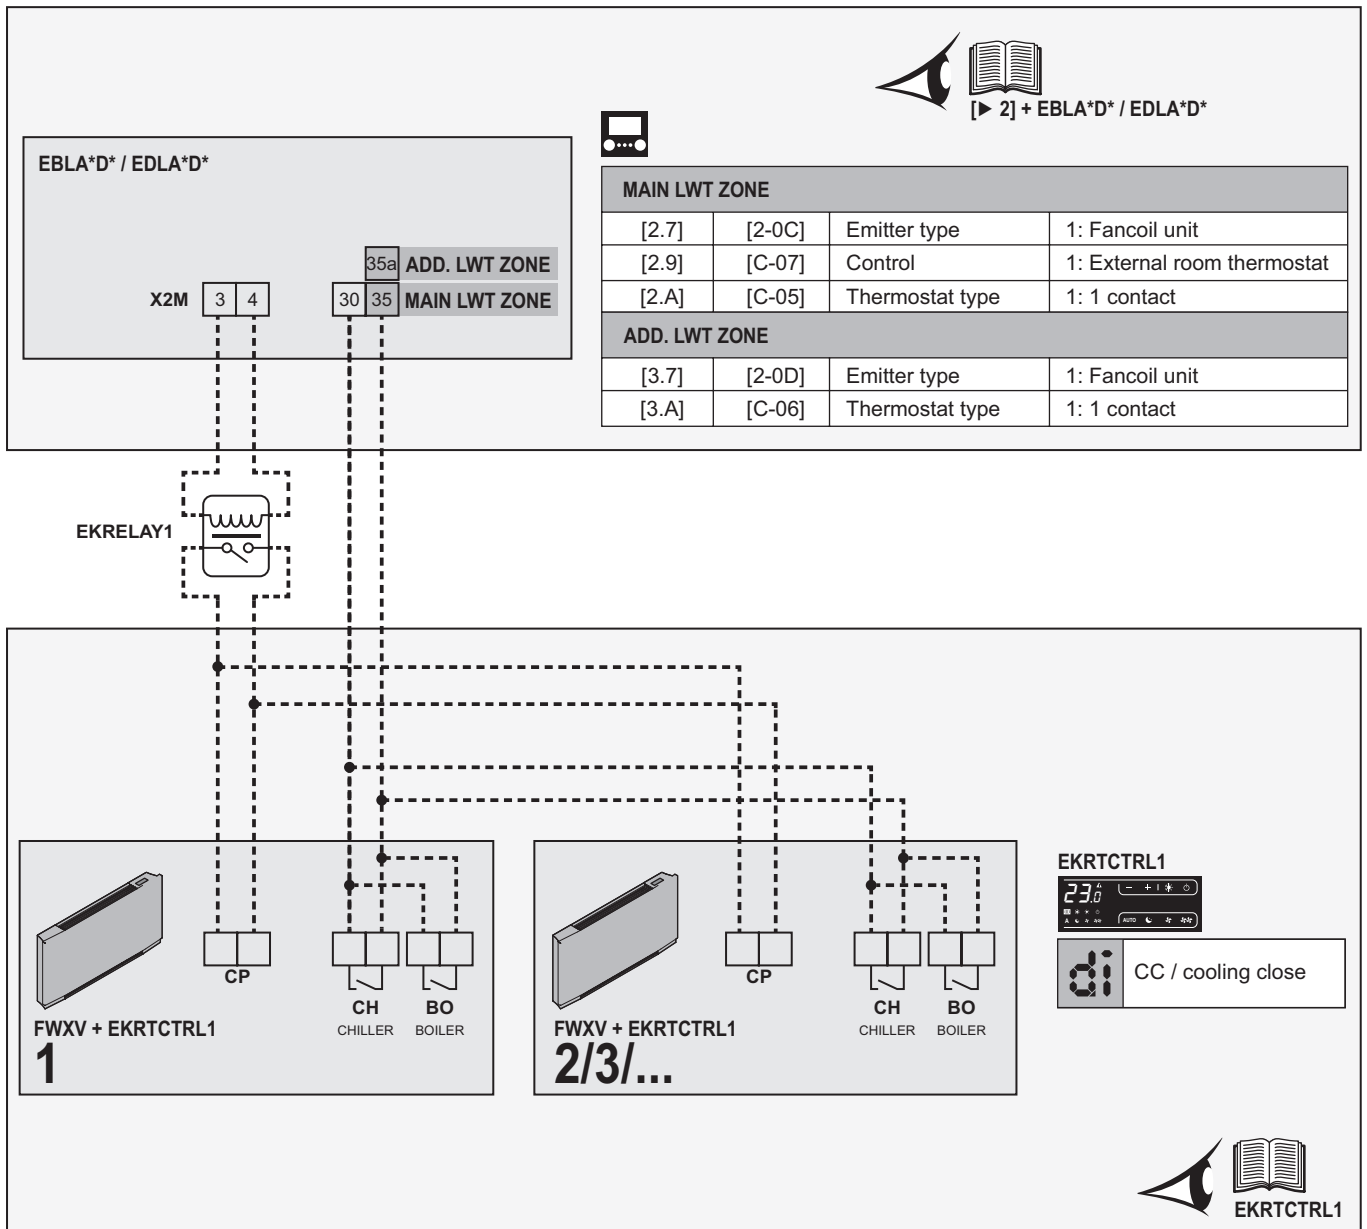 [▶ 2] + EBLA*D* / EDLA*D*
EBLA*D* / EDLA*D*
35a ADD. LWT ZONE
X2M 3 4 30 35 MAIN LWT ZONE
MAIN LWT ZONE
[2.7] [2-0C] Emitter type 1: Fancoil unit
[2.9] [C-07] Control 1: External room thermostat
[2.A] [C-05] Thermostat type 1: 1 contact
ADD. LWT ZONE
[3.7] [2-0D] Emitter type 1: Fancoil unit
[3.A] [C-06] Thermostat type 1: 1 contact
EKRELAY1
CP
CH
CHILLER
BO
BOILER
FWXV + EKRTCTRL1
1
CP
CH
CHILLER
BO
BOILER
FWXV + EKRTCTRL1
2/3/...
EKRTCTRL1
23.0
AUTO
di CC / cooling close
EKRTCTRL1